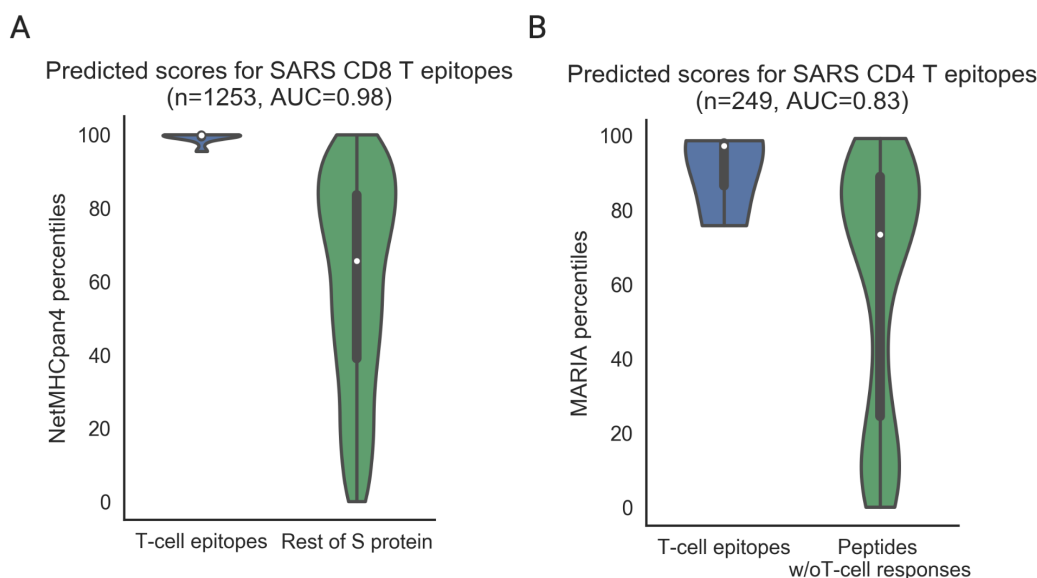 A
Predicted scores for SARS CD8 T epitopes
(n=1253, AUC=0.98)
NetMHCpan4 percentiles
100
80
60
40
20
0
T-cell epitopes
Rest of S protein
B
Predicted scores for SARS CD4 T epitopes
(n=249, AUC=0.83)
MARIA percentiles
100
80
60
40
20
0
T-cell epitopes
Peptides
w/oT-cell responses